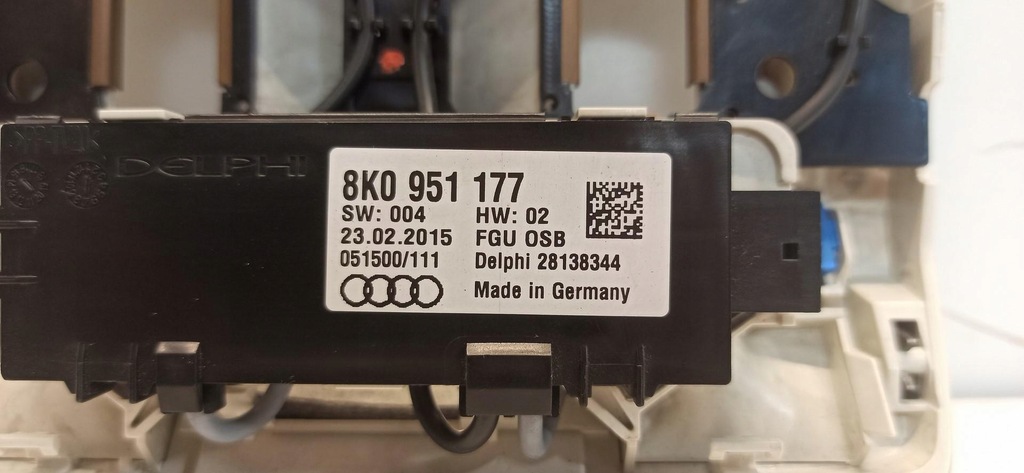 DELPHI
8K0 951 177
SW: 004 HW: 02
23.02.2015 FGU OSB
051500/111 Delphi 28138344
Made in Germany